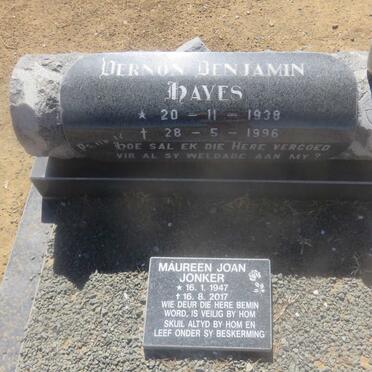 Vernon Benjamin
Hayes
★ 20 - 11 - 1938
✝ 28 - 5 - 1996
Hoe sal ek die Here vergoed
vir al sy weldade aan my?
MAUREEN JOAN
JONKER
★ 16. 1. 1947
✝ 16. 8. 2017
WIE DEUR DIE HERE BEMIN
WORD, IS VEILIG BY HOM
SKUIL ALTYD BY HOM EN
LEEF ONDER SY BESKERMING